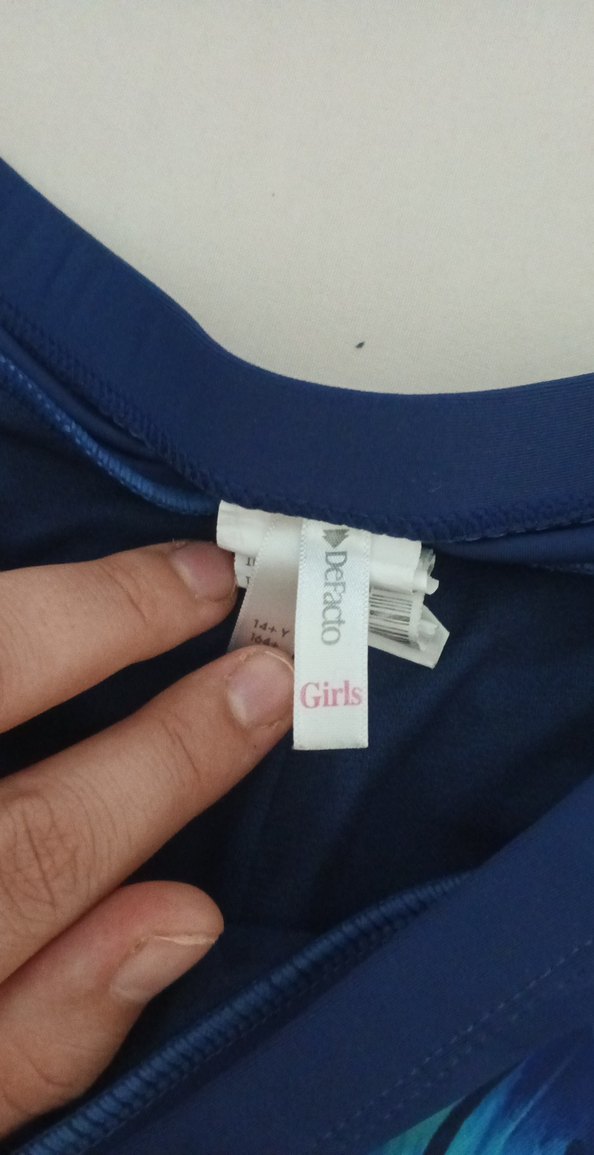 DeFacto
Girls
14+ Y
164+